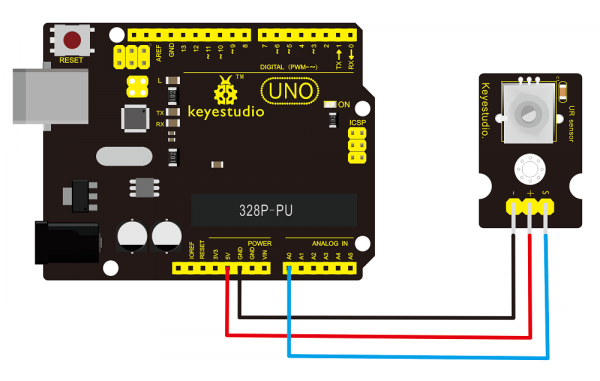 RESET
AREF
GND
13
12
~11
~10
~9
8
7
~6
~5
4
~3
2
TX→1
RX←0
DIGITAL (PWM~)
L
TX
RX
™
keyestudio
UNO
ON
ICSP
328P-PU
POWER
ANALOG IN
IOREF
RESET
3V3
5V
GND
GND
VIN
A0
A1
A2
A3
A4
A5
Keyestudio.
UR sensor
-
+
S